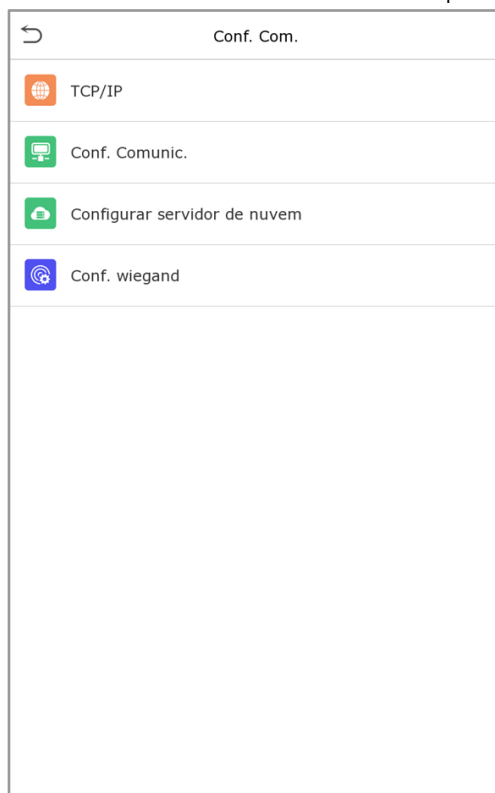 Conf. Com.
TCP/IP
Conf. Comunic.
Configurar servidor de nuvem
Conf. wiegand